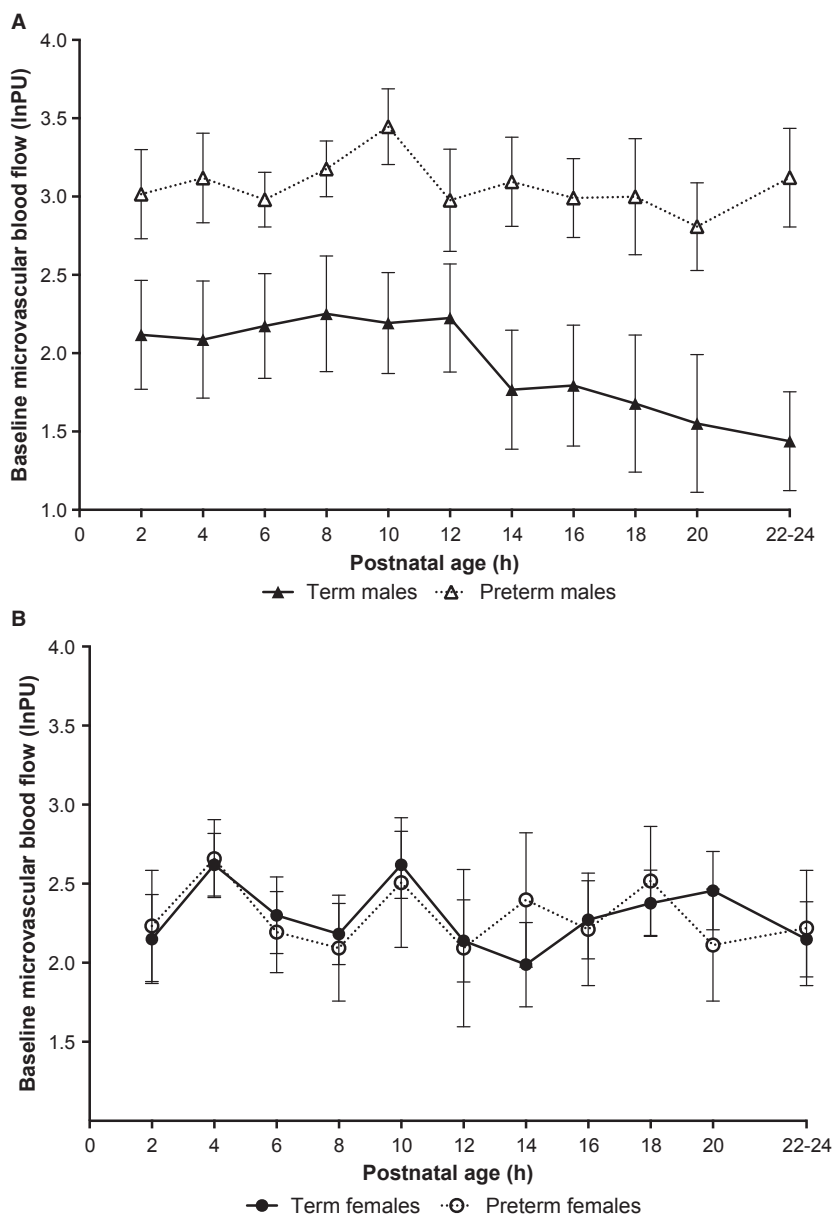 A
4.0
3.5
3.0
2.5
2.0
1.5
1.0
Baseline microvascular blood flow (lnPU)
0 2 4 6 8 10 12 14 16 18 20 22-24
Postnatal age (h)
Term males Preterm males
B
4.0
3.5
3.0
2.5
2.0
1.5
Baseline microvascular blood flow (lnPU)
0 2 4 6 8 10 12 14 16 18 20 22-24
Postnatal age (h)
Term females Preterm females